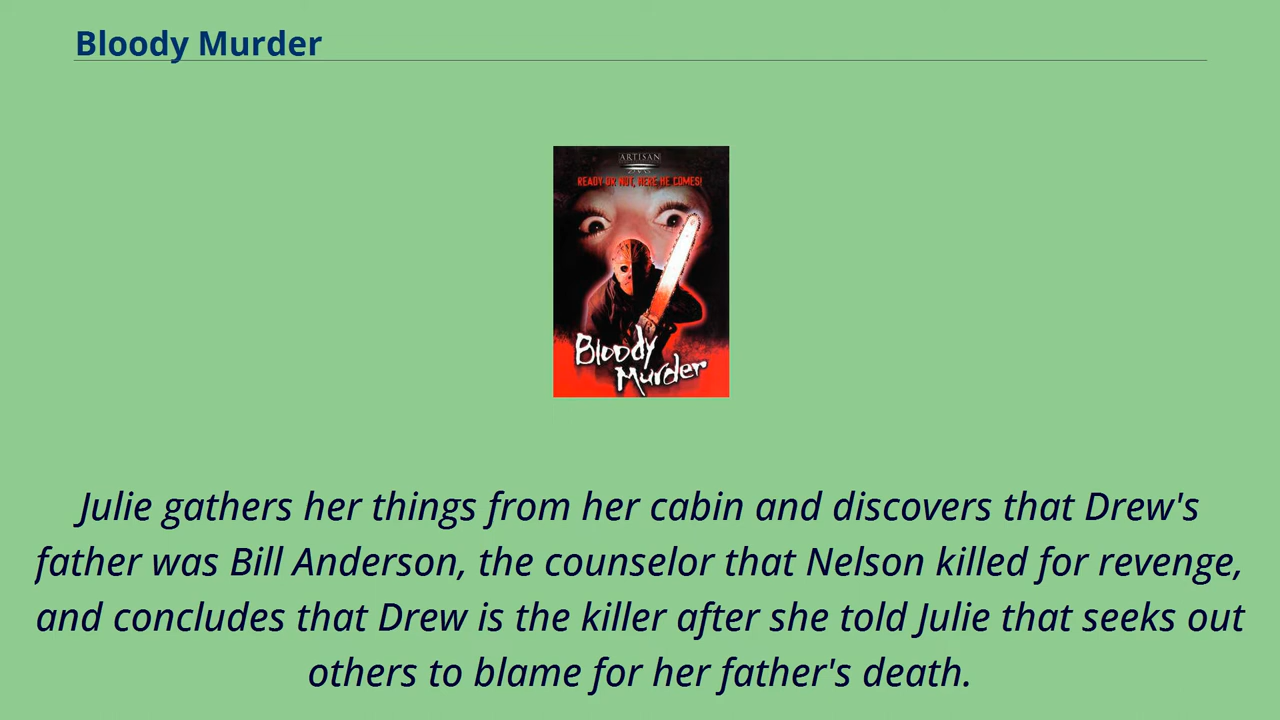 Bloody Murder
ARTISAN
READY OR NOT, HERE HE COMES!
Bloody
Murder
Julie gathers her things from her cabin and discovers that Drew's
father was Bill Anderson, the counselor that Nelson killed for revenge,
and concludes that Drew is the killer after she told Julie that seeks out
others to blame for her father's death.